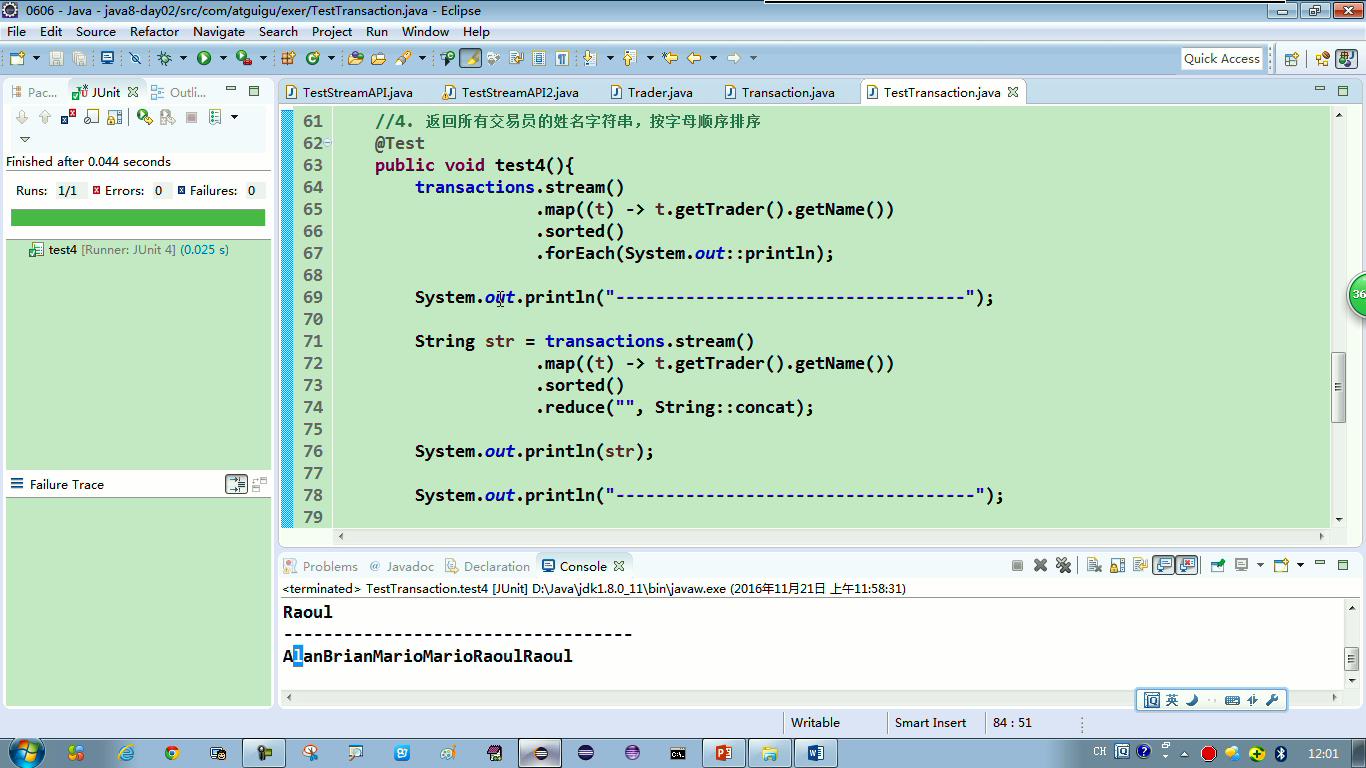 0606 - Java - java8-day02/src/com/atguigu/exer/TestTransaction.java - Eclipse
File Edit Source Refactor Navigate Search Project Run Window Help
Quick Access
Pac... JUnit Outli...
TestStreamAPI.java TestStreamAPI2.java Trader.java Transaction.java TestTransaction.java
Finished after 0.044 seconds
Runs: 1/1 Errors: 0 Failures: 0
test4 [Runner: JUnit 4] (0.025 s)
Failure Trace
61 //4. 返回所有交易员的姓名字符串，按字母顺序排序
62 @Test
63 public void test4(){
64 transactions.stream()
65 .map((t) -> t.getTrader().getName())
66 .sorted()
67 .forEach(System.out::println);
68
69 System.out.println("-----------------------------------");
70
71 String str = transactions.stream()
72 .map((t) -> t.getTrader().getName())
73 .sorted()
74 .reduce("", String::concat);
75
76 System.out.println(str);
77
78 System.out.println("------------------------------------");
79
36
Problems Javadoc Declaration Console
<terminated> TestTransaction.test4 [JUnit] D:\Java\jdk1.8.0_11\bin\javaw.exe (2016年11月21日 上午11:58:31)
Raoul
-----------------------------------
AlanBrianMarioMarioRaoulRaoul
英
Writable Smart Insert 84 : 51
CH 12:01